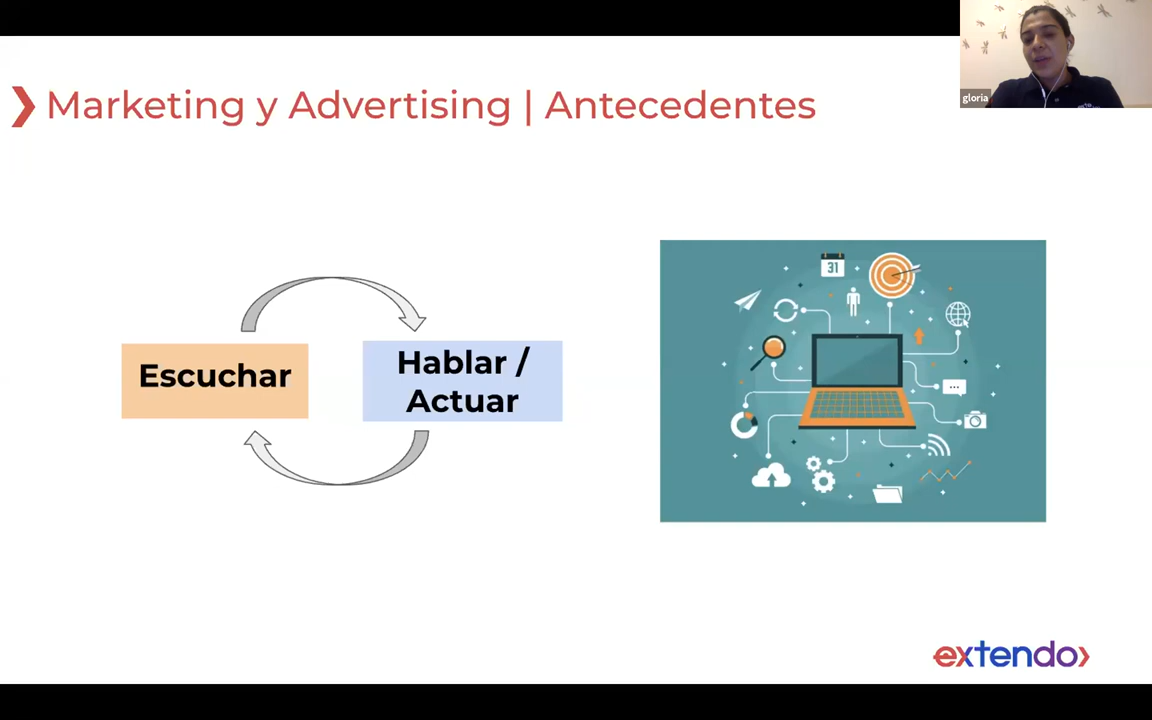 gloria
Marketing y Advertising | Antecedentes
Escuchar
Hablar /
Actuar
31
extendo